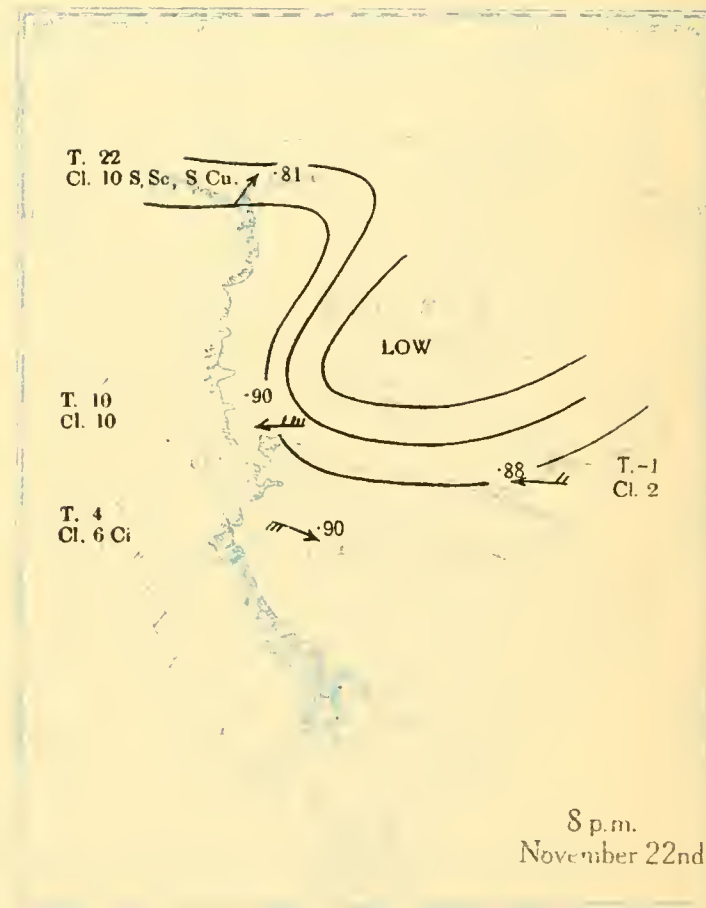 T. 22
Cl. 10 S, Sc, S Cu.
·81
LOW
T. 10
Cl. 10
·90
·88
T.-1
Cl. 2
T. 4
Cl. 6 Ci
·90
8 p.m.
November 22nd